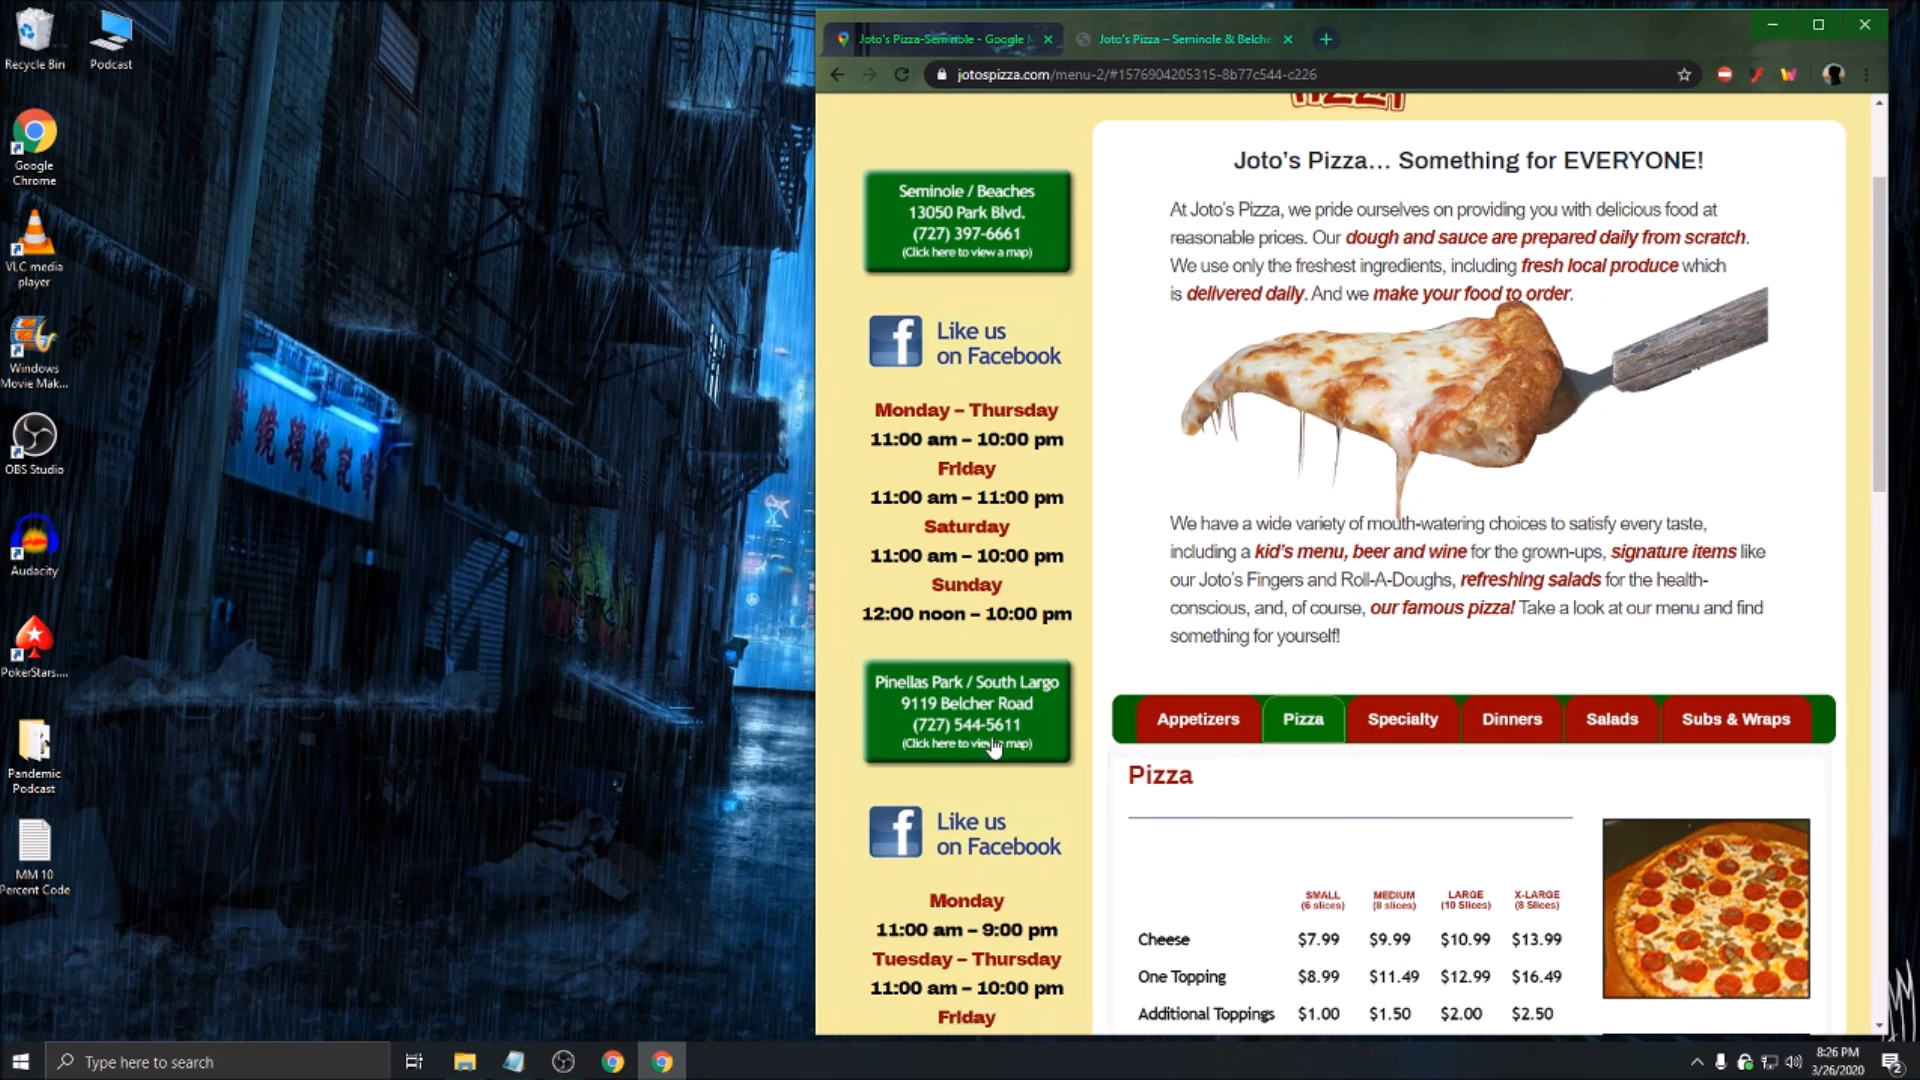 Recycle Bin
Podcast
Google
Chrome
VLC media
player
Windows
Movie Mak...
OBS Studio
Audacity
PokerStars....
Pandemic
Podcast
MM 10
Percent Code
Joto's Pizza-Seminole - Google
Joto's Pizza – Seminole & Belche
jotospizza.com/menu-2/#1576904205315-8b77c544-c226
Seminole / Beaches
13050 Park Blvd.
(727) 397-6661
(Click here to view a map)
Like us
on Facebook
Monday – Thursday
11:00 am – 10:00 pm
Friday
11:00 am – 11:00 pm
Saturday
11:00 am – 10:00 pm
Sunday
12:00 noon – 10:00 pm
Pinellas Park / South Largo
9119 Belcher Road
(727) 544-5611
(Click here to view a map)
Like us
on Facebook
Monday
11:00 am – 9:00 pm
Tuesday – Thursday
11:00 am – 10:00 pm
Friday
Joto's Pizza… Something for EVERYONE!
At Joto's Pizza, we pride ourselves on providing you with delicious food at
reasonable prices. Our dough and sauce are prepared daily from scratch.
We use only the freshest ingredients, including fresh local produce which
is delivered daily. And we make your food to order.
We have a wide variety of mouth-watering choices to satisfy every taste,
including a kid's menu, beer and wine for the grown-ups, signature items like
our Joto's Fingers and Roll-A-Doughs, refreshing salads for the health-
conscious, and, of course, our famous pizza! Take a look at our menu and find
something for yourself!
Appetizers Pizza Specialty Dinners Salads Subs & Wraps
Pizza
SMALL MEDIUM LARGE X-LARGE
(6 slices) (8 slices) (10 Slices) (8 Slices)
Cheese $7.99 $9.99 $10.99 $13.99
One Topping $8.99 $11.49 $12.99 $16.49
Additional Toppings $1.00 $1.50 $2.00 $2.50
Type here to search
8:26 PM
3/26/2020
2